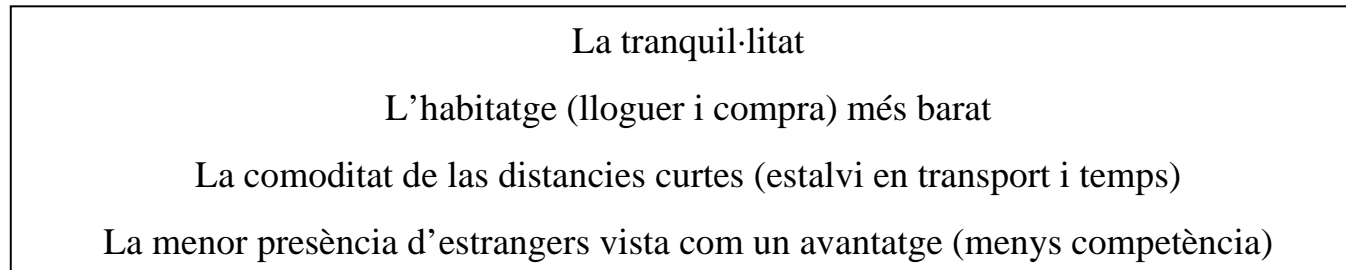 La tranquil·litat
L’habitatge (lloguer i compra) més barat
La comoditat de las distancies curtes (estalvi en transport i temps)
La menor presència d’estrangers vista com un avantatge (menys competència)